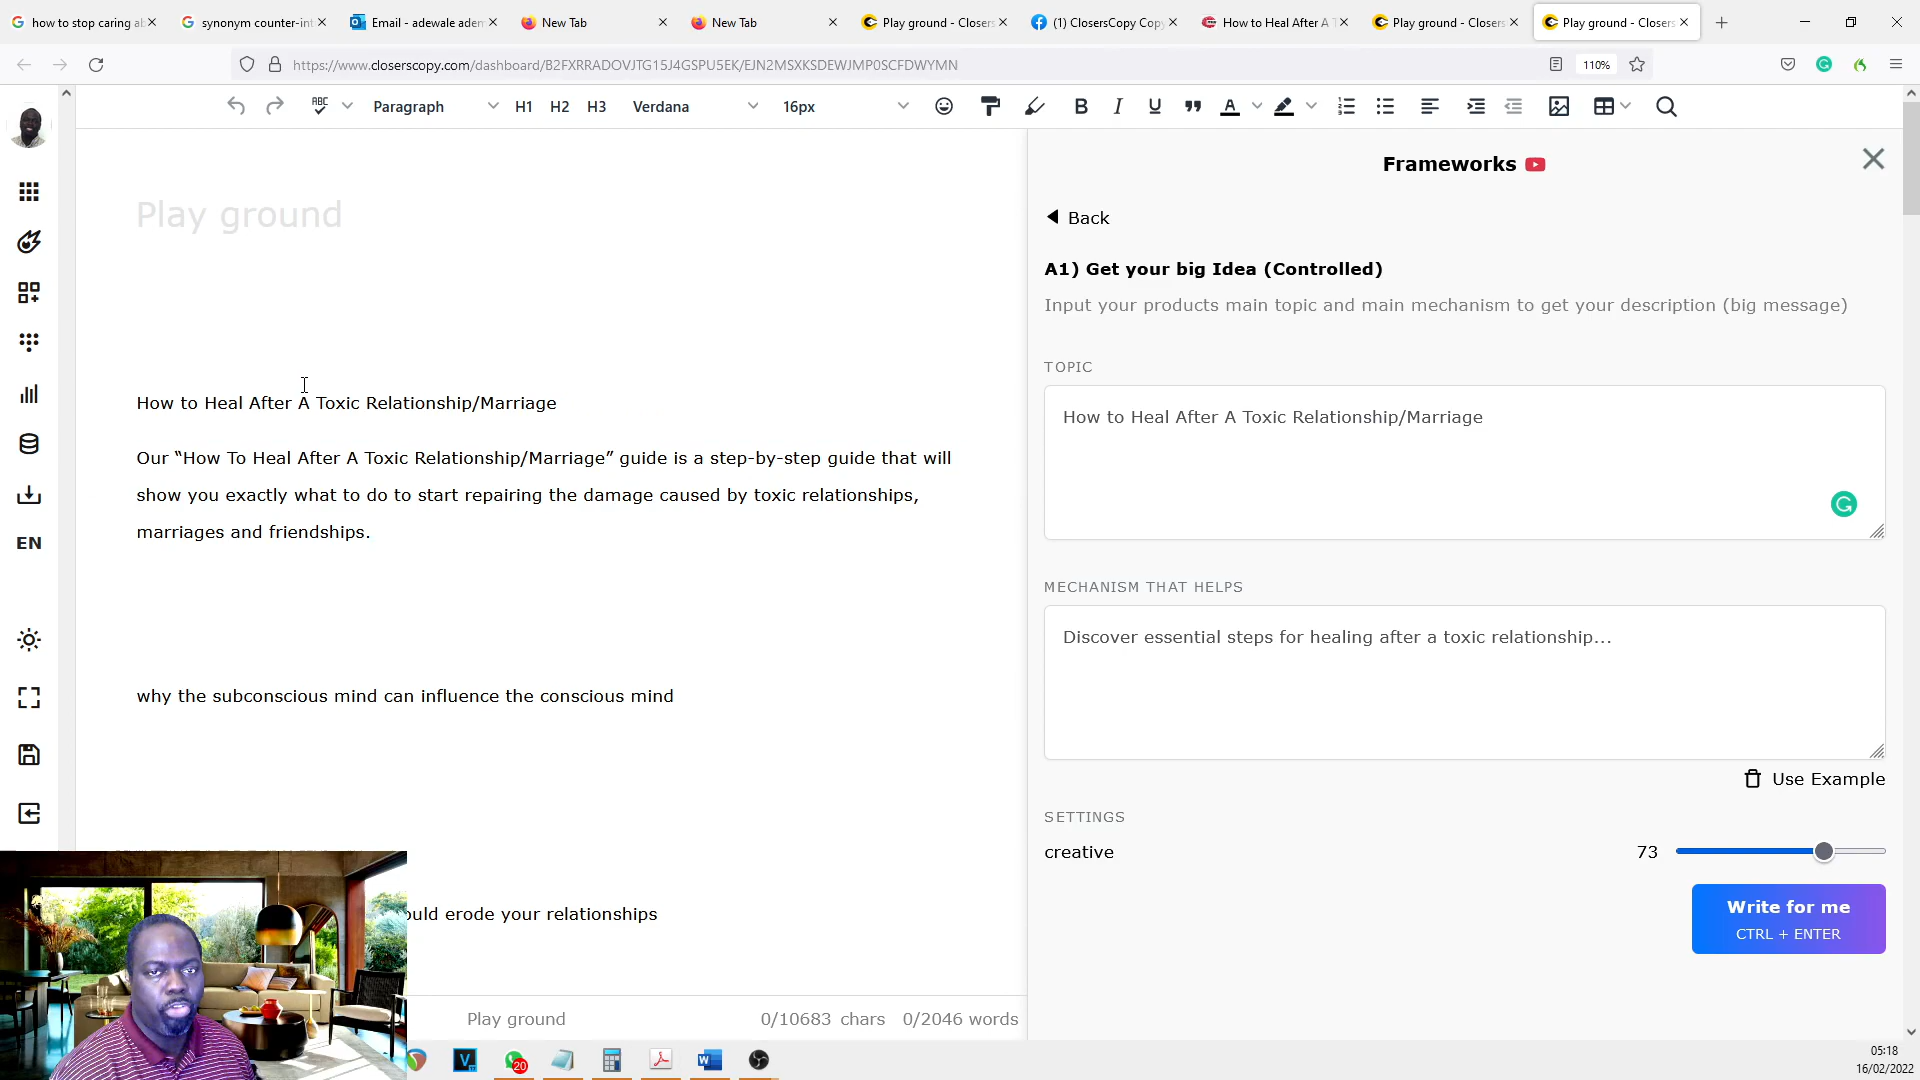 how to stop caring ab
synonym counter-int
Email - adewale aden
New Tab
New Tab
Play ground - Closers
(1) ClosersCopy Cop
How to Heal After A T
Play ground - Closers
Play ground - Closers
https://www.closerscopy.com/dashboard/B2FXRRADOVJTG15J4GSPU5EK/EJN2MSXKSDEWJMP0SCFDWYMN
110%
ABC
Paragraph
H1
H2
H3
Verdana
16px
B
I
U
A
Play ground
How to Heal After A Toxic Relationship/Marriage
Our “How To Heal After A Toxic Relationship/Marriage” guide is a step-by-step guide that will
show you exactly what to do to start repairing the damage caused by toxic relationships,
marriages and friendships.
why the subconscious mind can influence the conscious mind
ould erode your relationships
Play ground
0/10683 chars
0/2046 words
EN
Frameworks
Back
A1) Get your big Idea (Controlled)
Input your products main topic and main mechanism to get your description (big message)
TOPIC
How to Heal After A Toxic Relationship/Marriage
MECHANISM THAT HELPS
Discover essential steps for healing after a toxic relationship...
Use Example
SETTINGS
creative
73
Write for me
CTRL + ENTER
V
20
W
05:18
16/02/2022